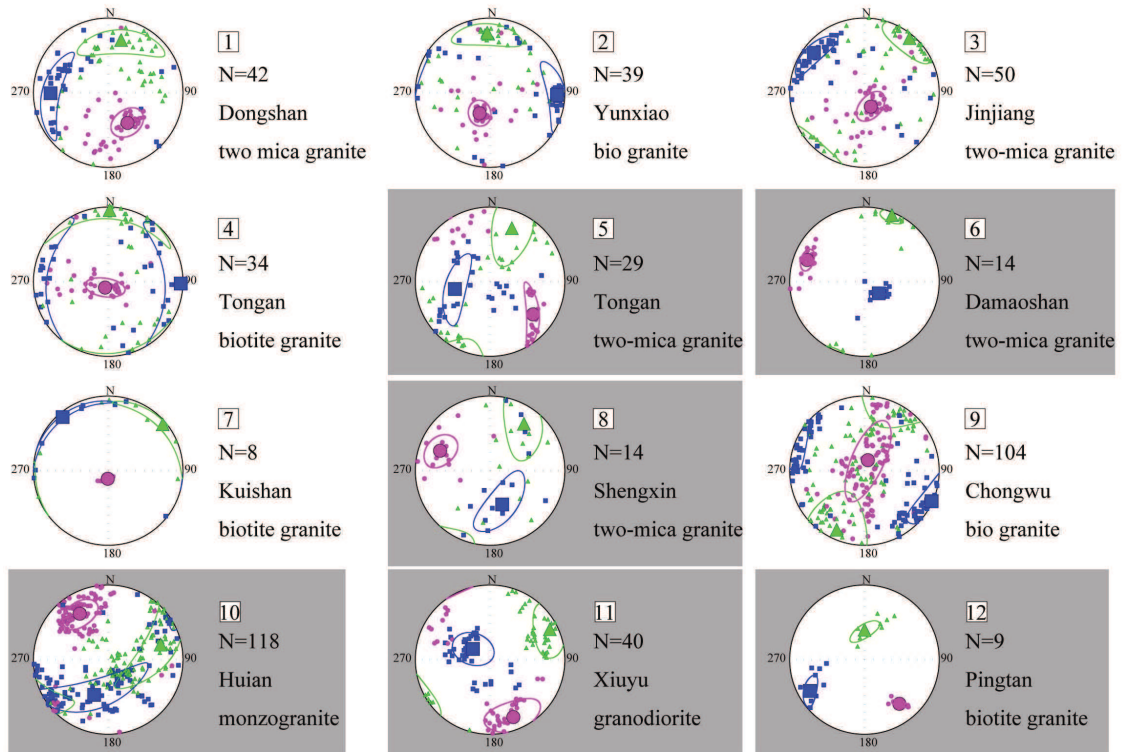 N
1
N=42
270
90
Dongshan
two mica granite
180
N
2
N=39
270
90
Yunxiao
bio granite
180
N
3
N=50
270
90
Jinjiang
two-mica granite
180
N
4
N=34
270
90
Tongan
biotite granite
180
N
5
N=29
270
90
Tongan
two-mica granite
180
N
6
N=14
270
90
Damaoshan
two-mica granite
180
N
7
N=8
270
90
Kuishan
biotite granite
180
N
8
N=14
270
90
Shengxin
two-mica granite
180
N
9
N=104
270
90
Chongwu
bio granite
180
N
10
N=118
270
90
Huian
monzogranite
180
N
11
N=40
270
90
Xiuyu
granodiorite
180
N
12
N=9
270
90
Pingtan
biotite granite
180